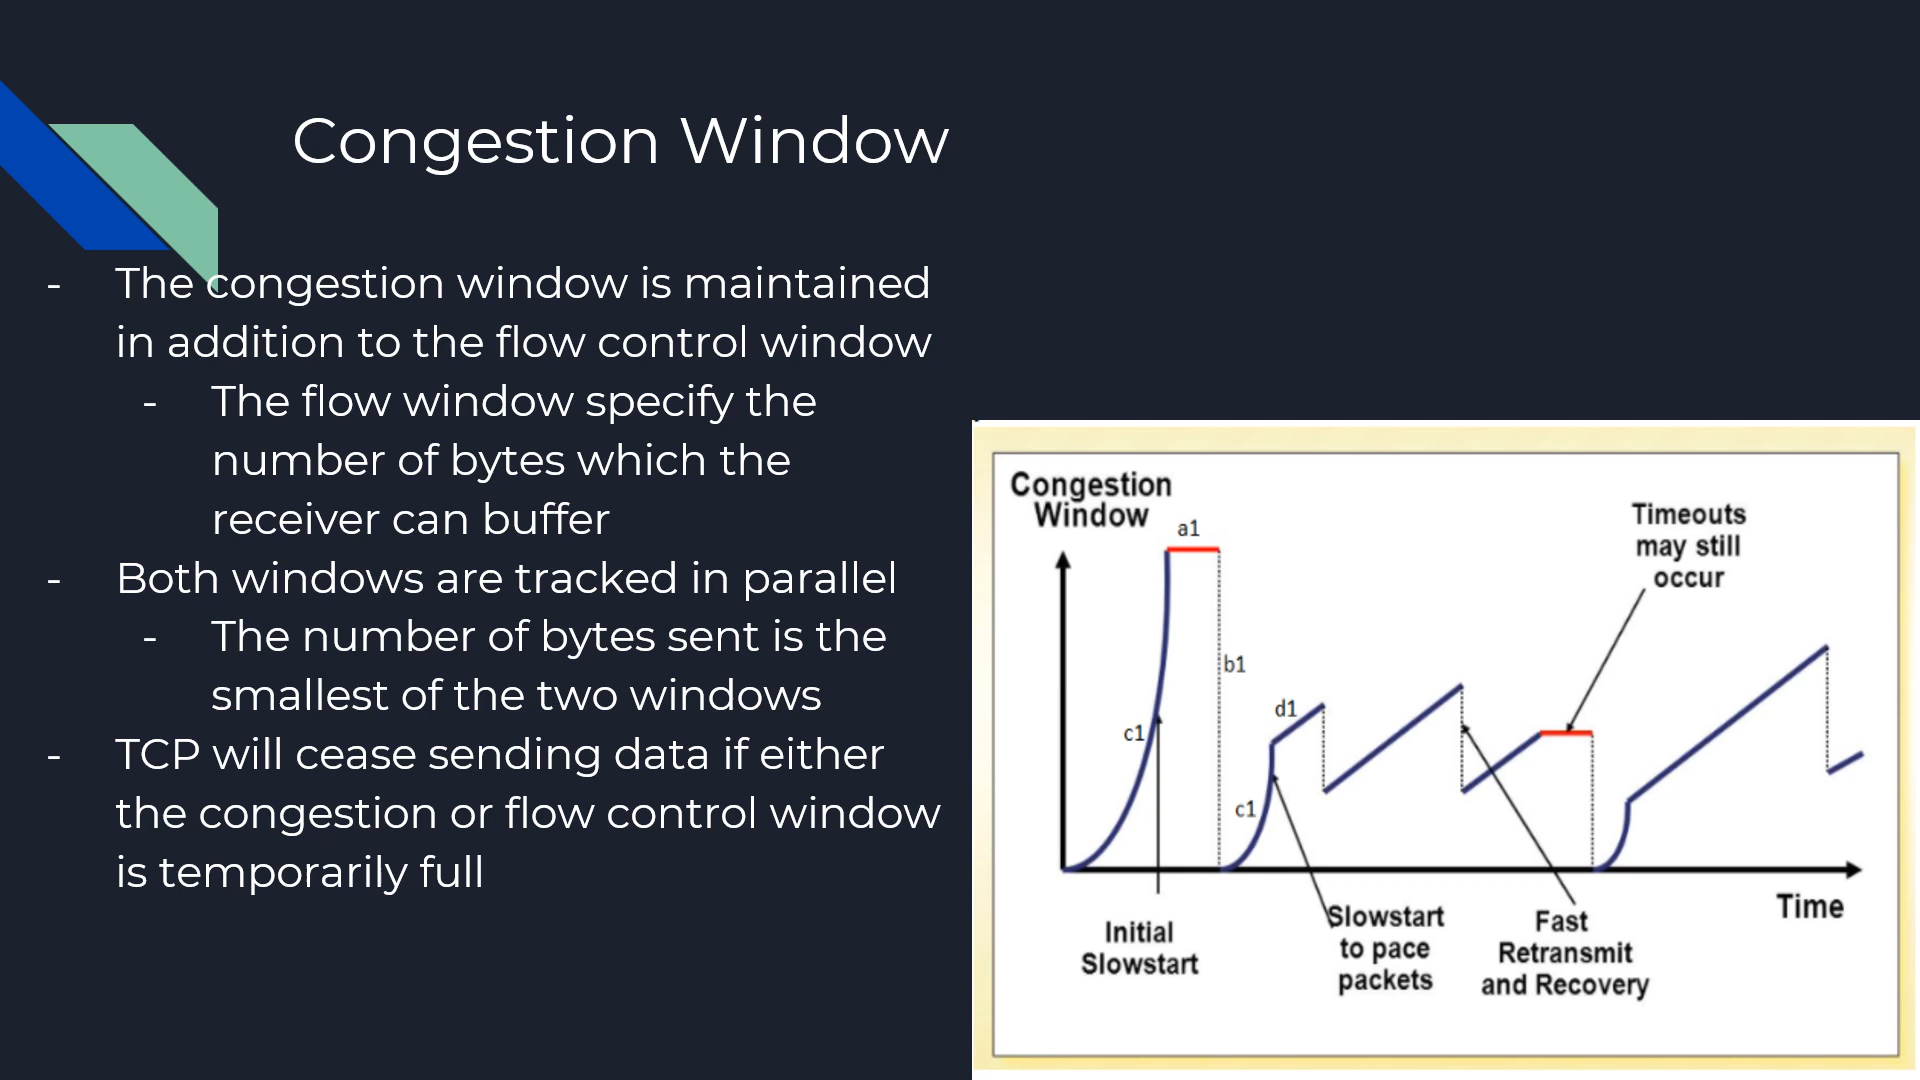 Congestion Window
- The congestion window is maintained
in addition to the flow control window
- The flow window specify the
number of bytes which the
receiver can buffer
- Both windows are tracked in parallel
- The number of bytes sent is the
smallest of the two windows
- TCP will cease sending data if either
the congestion or flow control window
is temporarily full
Congestion
Window
a1
b1
c1
d1
c1
Timeouts
may still
occur
Time
Initial
Slowstart
Slowstart
to pace
packets
Fast
Retransmit
and Recovery